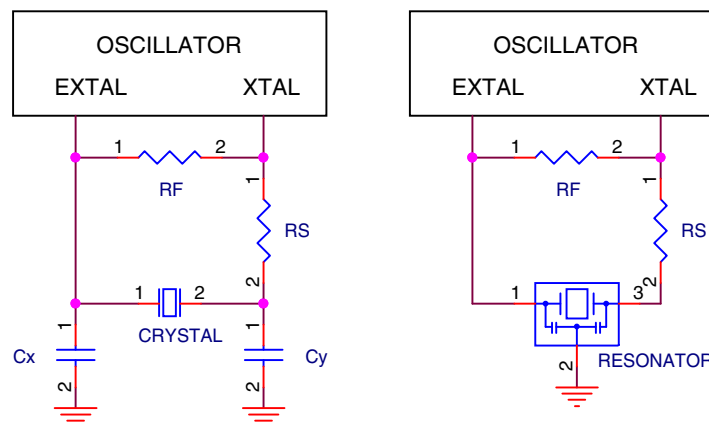 OSCILLATOR
EXTAL XTAL
1 2
RF
1
RS
2
1 2
CRYSTAL
1 1
Cx Cy
2 2
OSCILLATOR
EXTAL XTAL
1 2
RF
1
RS
2
1 3
2 RESONATOR